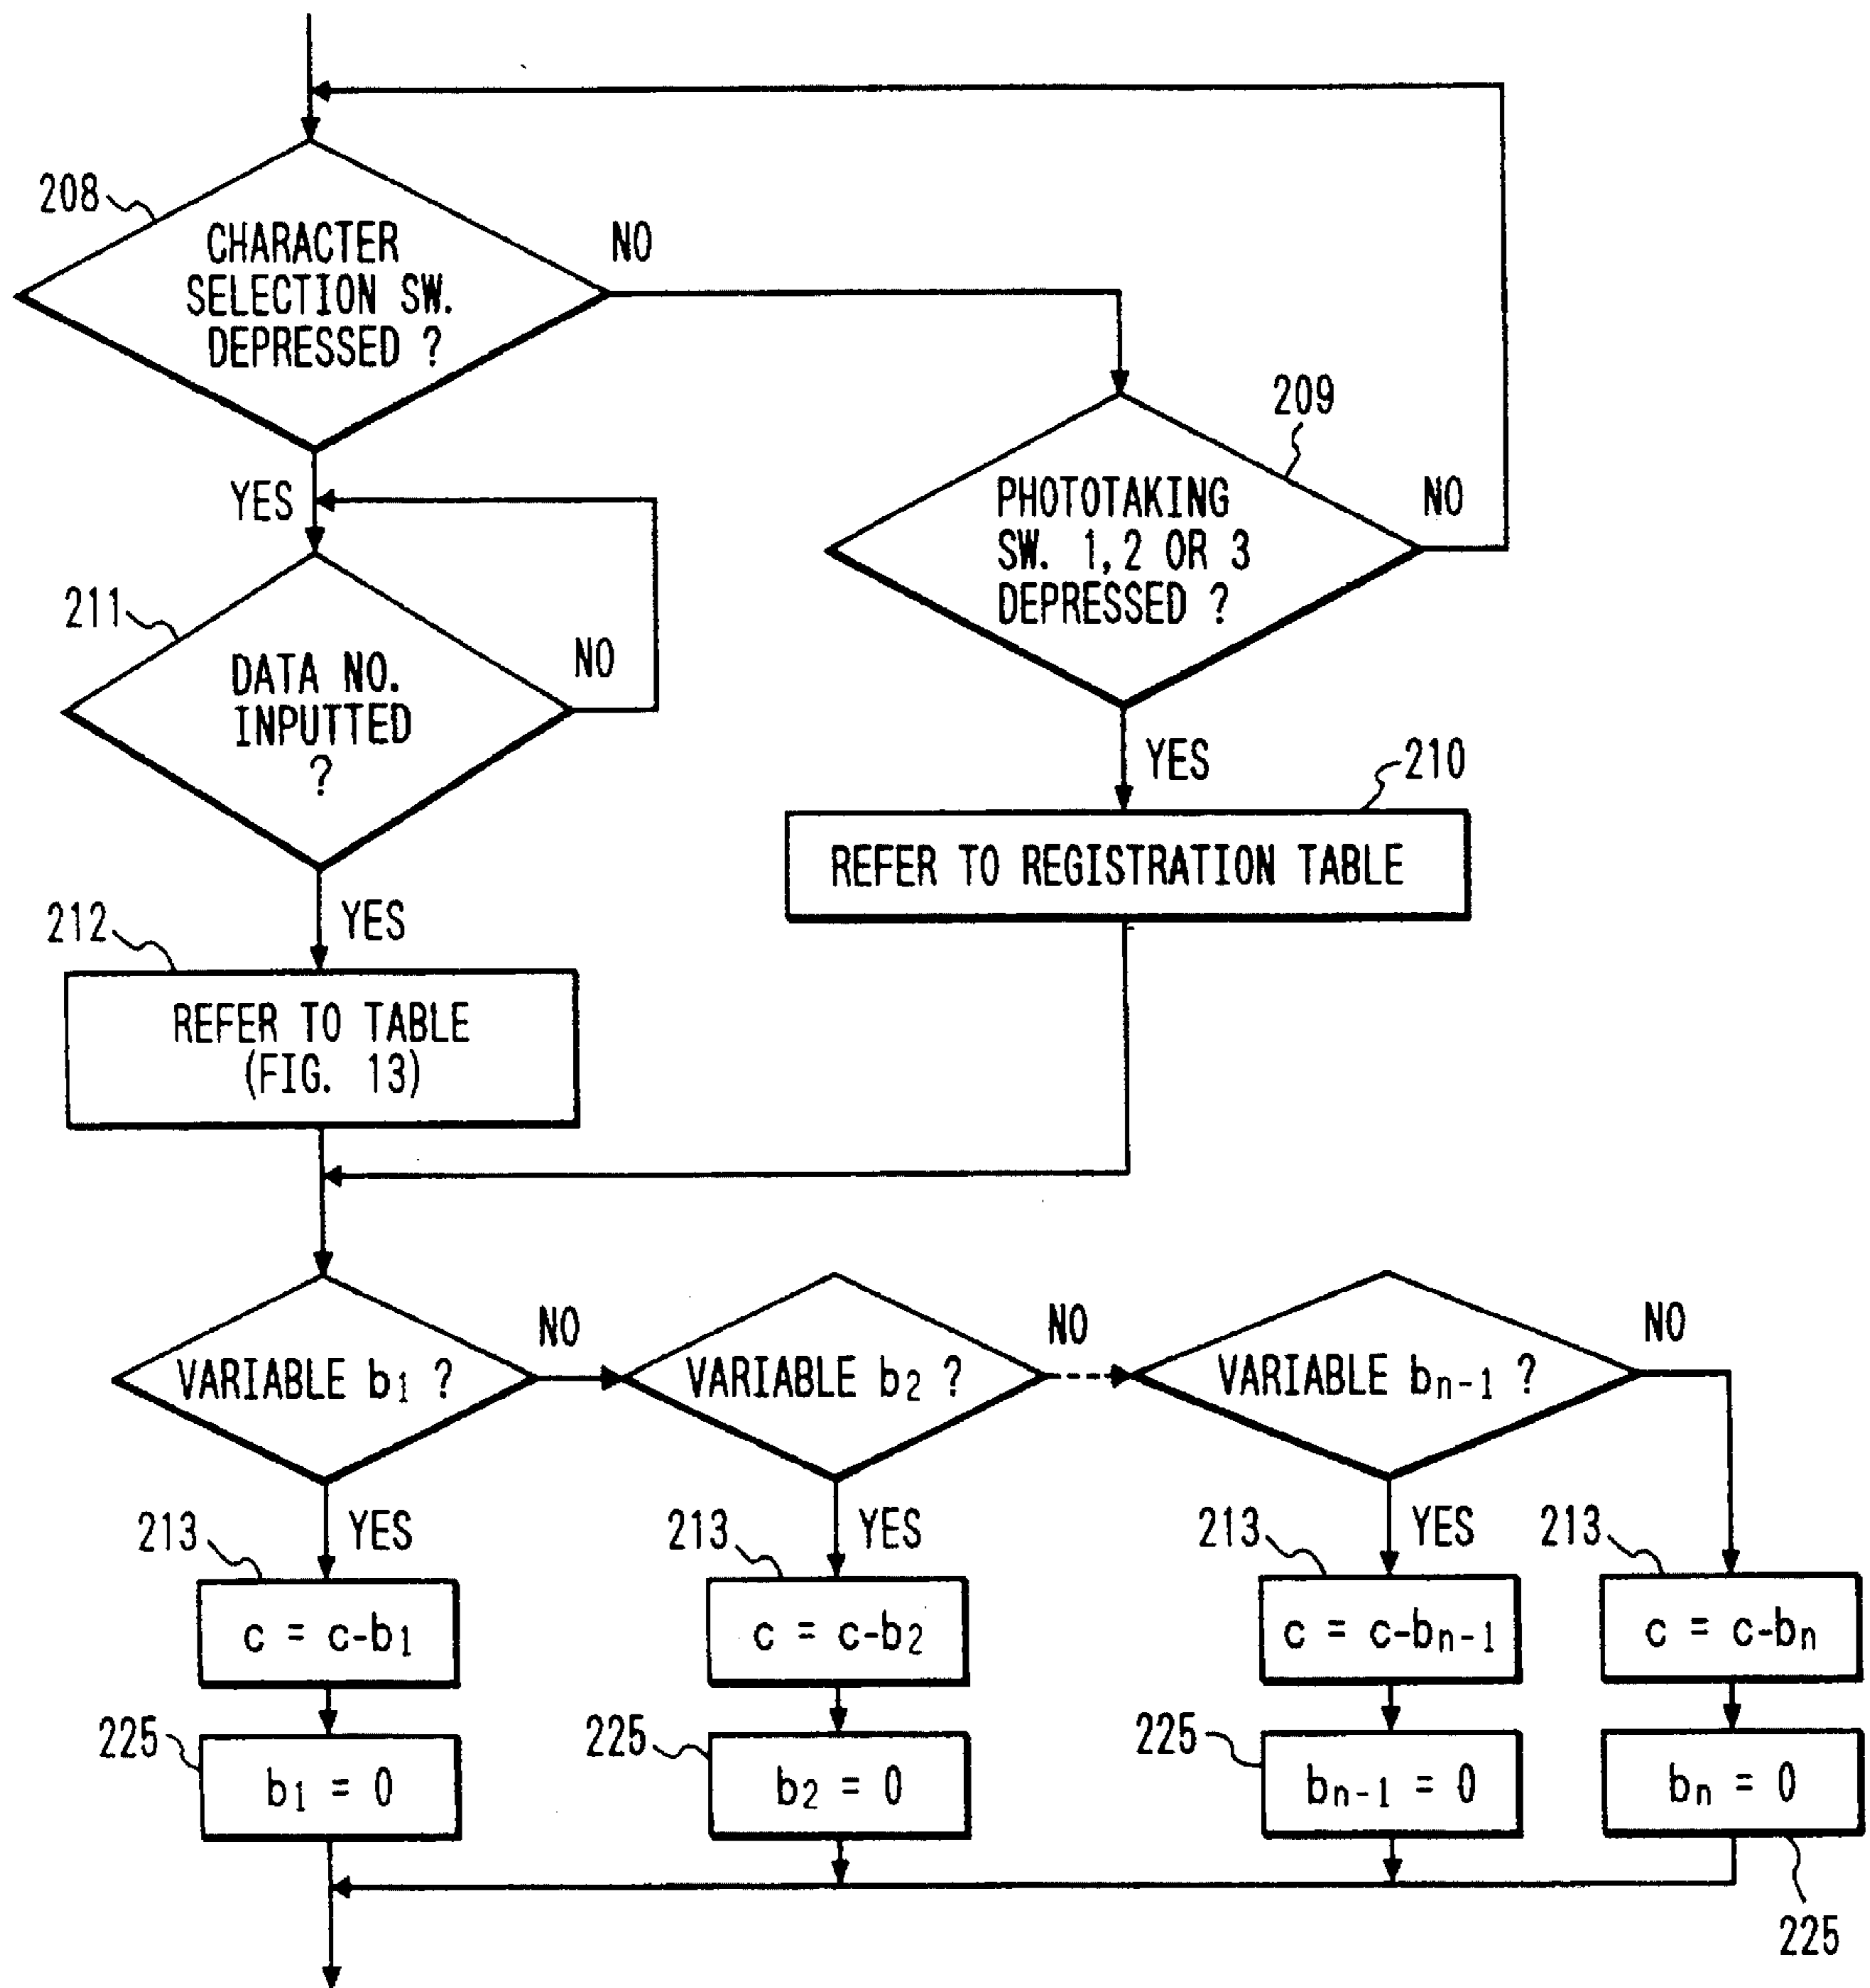 208
CHARACTER
SELECTION SW.
DEPRESSED ?
NO
YES
209
PHOTOTAKING
SW. 1, 2 OR 3
DEPRESSED ?
NO
YES
211
DATA NO.
INPUTTED
?
NO
YES
210
REFER TO REGISTRATION TABLE
212
REFER TO TABLE
(FIG. 13)
VARIABLE b1 ?
NO
VARIABLE b2 ?
NO
VARIABLE bn-1 ?
NO
YES
YES
YES
213
c = c-b1
213
c = c-b2
213
c = c-bn-1
213
c = c-bn
225
b1 = 0
225
b2 = 0
225
bn-1 = 0
bn = 0
225